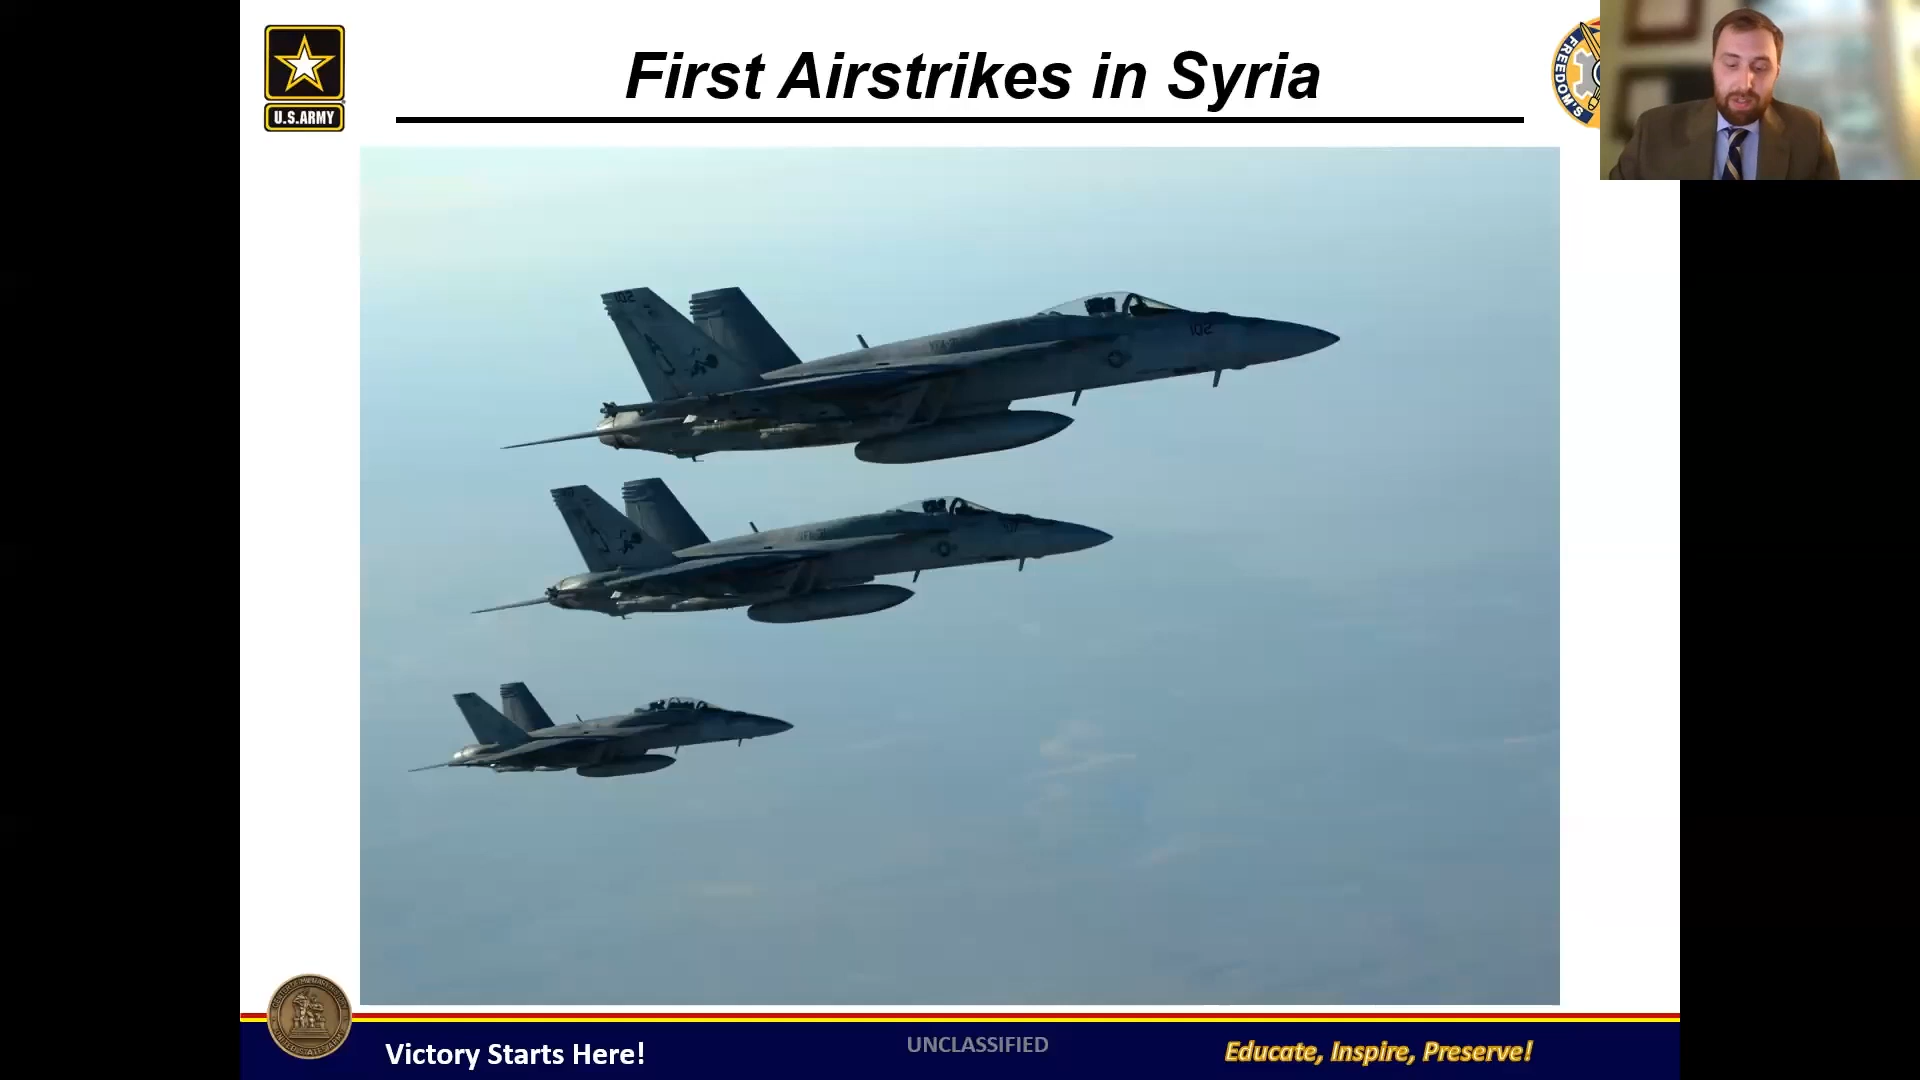 First Airstrikes in Syria
U.S.ARMY
FREEDOM'S
102
102
Victory Starts Here!
UNCLASSIFIED
Educate, Inspire, Preserve!